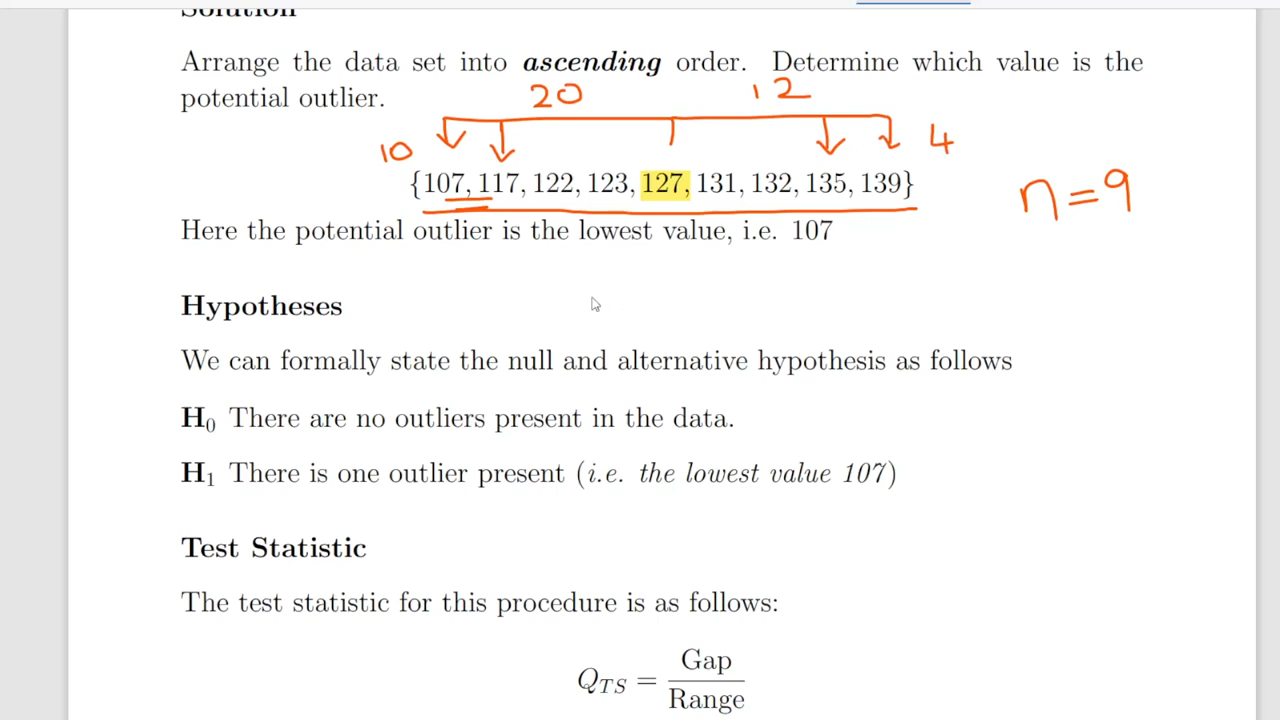 Solution
Arrange the data set into ascending order. Determine which value is the
potential outlier.
20 12
10 4
{107, 117, 122, 123, 127, 131, 132, 135, 139}
n=9
Here the potential outlier is the lowest value, i.e. 107
Hypotheses
We can formally state the null and alternative hypothesis as follows
H₀ There are no outliers present in the data.
H₁ There is one outlier present (i.e. the lowest value 107)
Test Statistic
The test statistic for this procedure is as follows:
Q_TS = Gap / Range